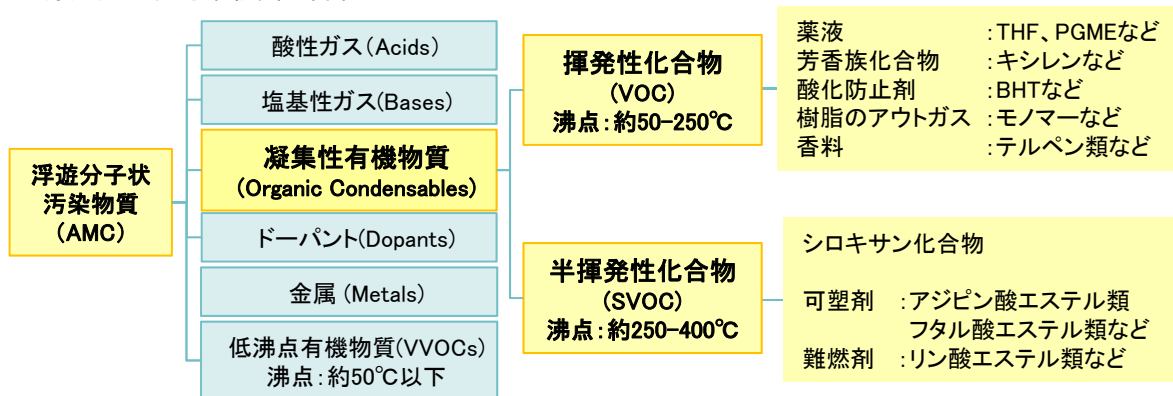 浮遊分子状
汚染物質
(AMC)
酸性ガス(Acids)
塩基性ガス(Bases)
凝集性有機物質
(Organic Condensables)
ドーパント(Dopants)
金属 (Metals)
低沸点有機物質(VVOCs)
沸点:約50℃以下
揮発性化合物
(VOC)
沸点:約50-250℃
半揮発性化合物
(SVOC)
沸点:約250-400℃
薬液 :THF、PGMEなど
芳香族化合物 :キシレンなど
酸化防止剤 :BHTなど
樹脂のアウトガス :モノマーなど
香料 :テルペン類など
シロキサン化合物
可塑剤 :アジピン酸エステル類
フタル酸エステル類など
難燃剤 :リン酸エステル類など